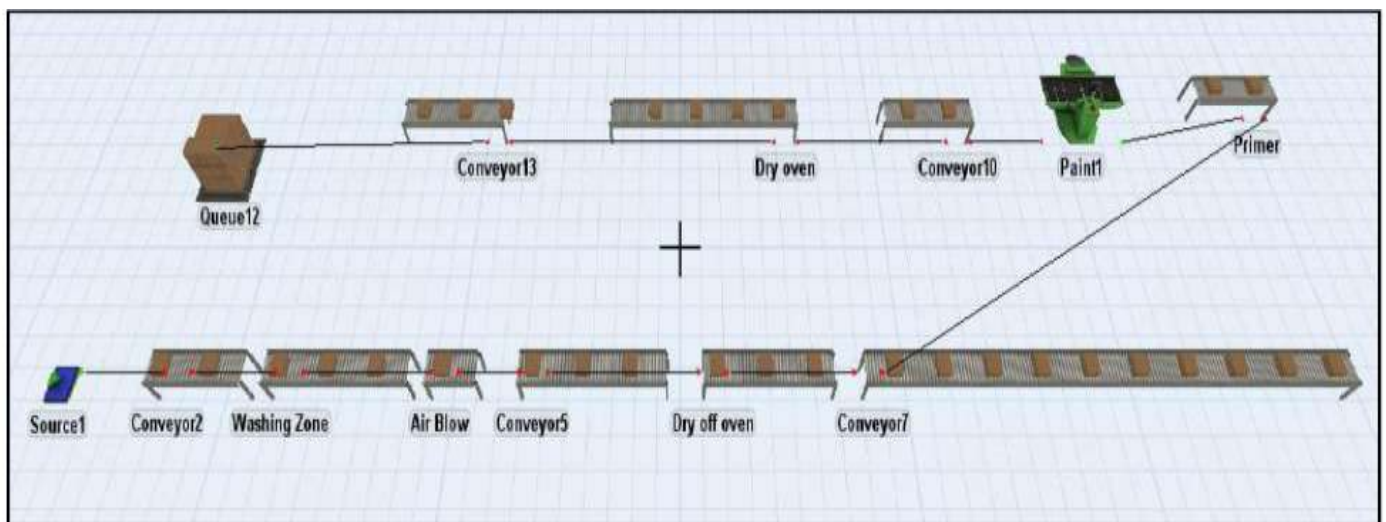 Conveyor13
Dry oven
Conveyor10
Paint1
Primer
Queue12
Source1
Conveyor2
Washing Zone
Air Blow
Conveyor5
Dry off oven
Conveyor7